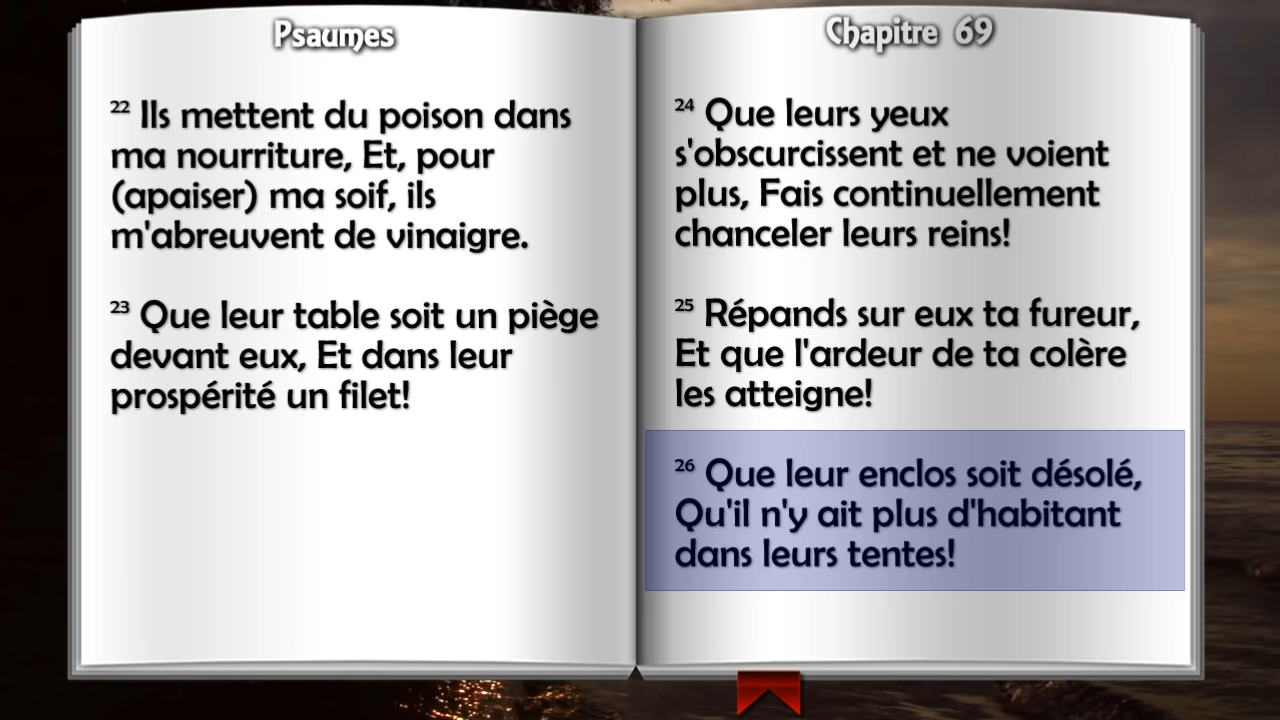 Psaumes
Chapitre 69
22 Ils mettent du poison dans
ma nourriture, Et, pour
(apaiser) ma soif, ils
m'abreuvent de vinaigre.
23 Que leur table soit un piège
devant eux, Et dans leur
prospérité un filet!
24 Que leurs yeux
s'obscurcissent et ne voient
plus, Fais continuellement
chanceler leurs reins!
25 Répands sur eux ta fureur,
Et que l'ardeur de ta colère
les atteigne!
26 Que leur enclos soit désolé,
Qu'il n'y ait plus d'habitant
dans leurs tentes!